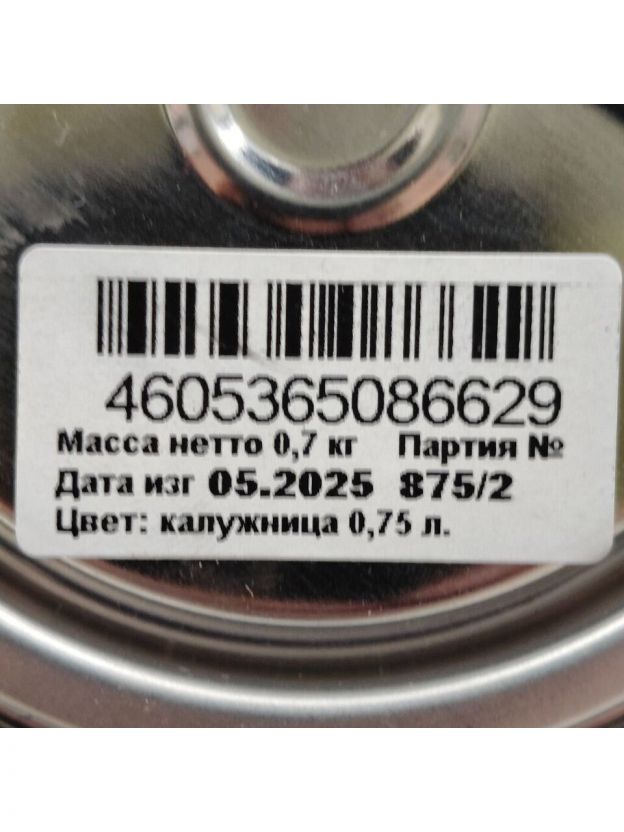 4605365086629
Масса нетто 0,7 кг Партия №
Дата изг 05.2025 875/2
Цвет: калужница 0,75 л.